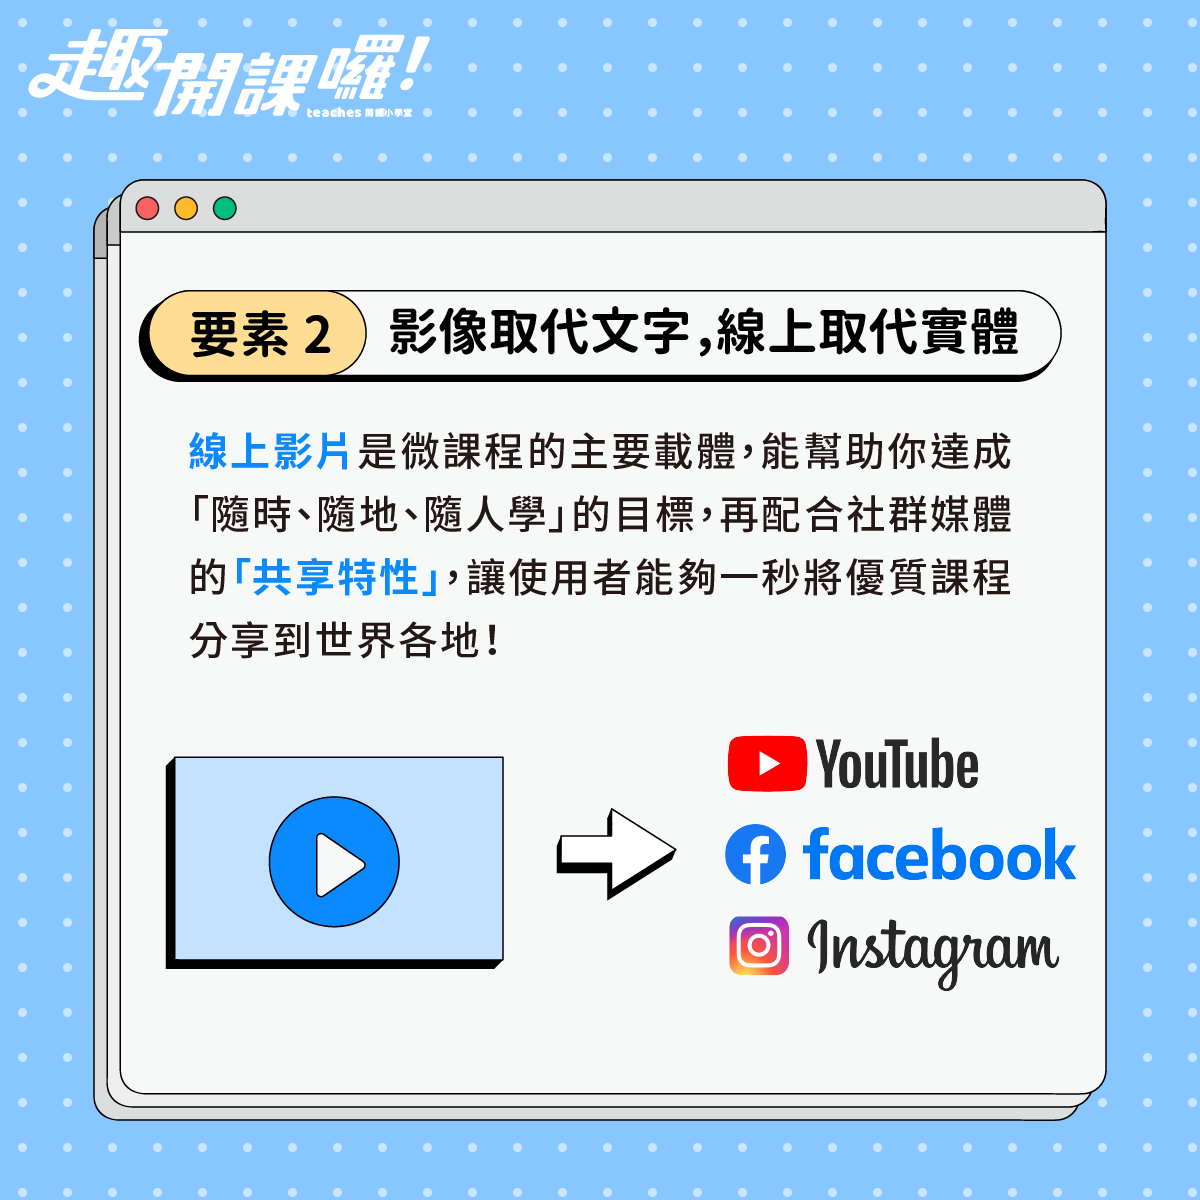 趣開課囉!
teaches 開課小學堂
要素 2 影像取代文字,線上取代實體
線上影片是微課程的主要載體,能幫助你達成
「隨時、隨地、隨人學」的目標,再配合社群媒體
的「共享特性」,讓使用者能夠一秒將優質課程
分享到世界各地!
YouTube
facebook
Instagram